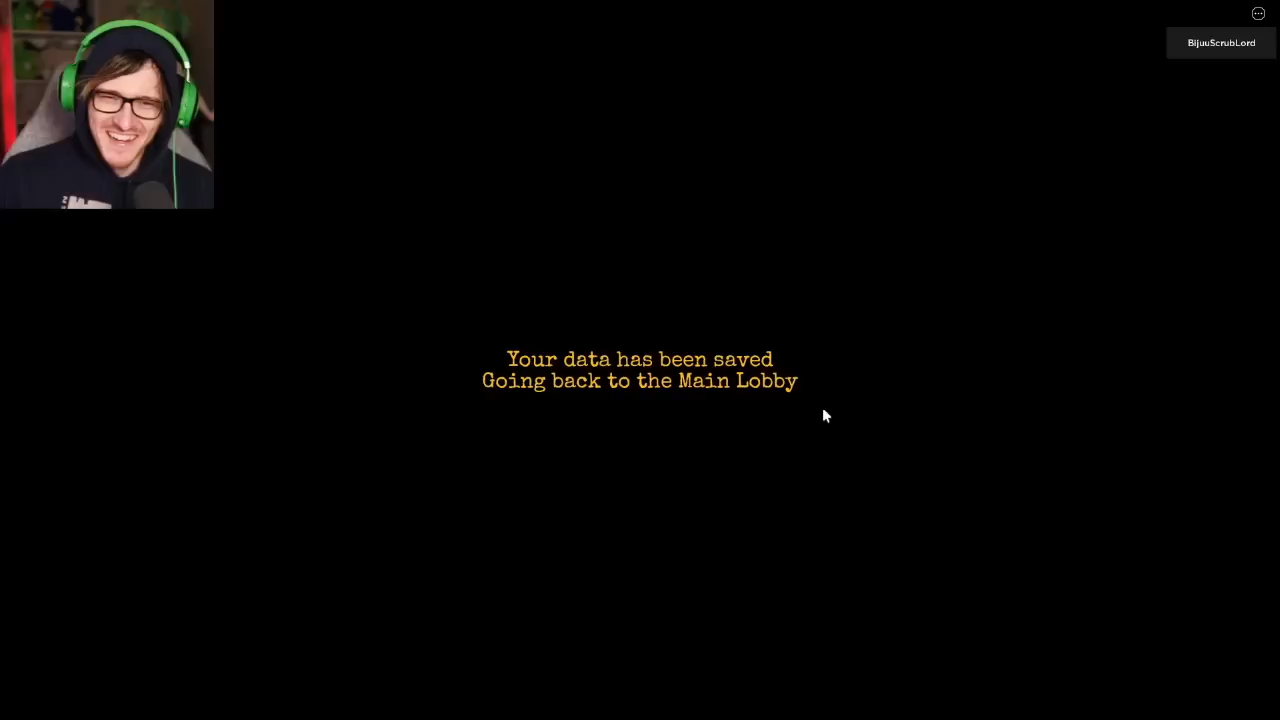 BijuuScrubLord
Your data has been saved
Going back to the Main Lobby